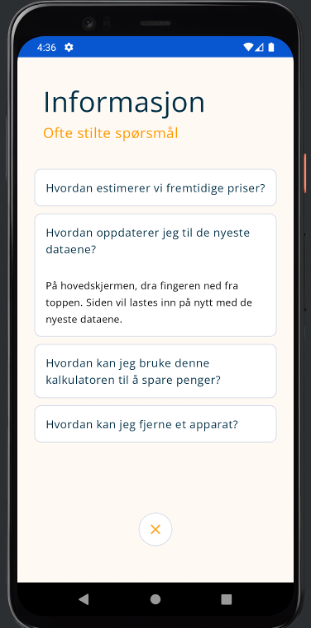 4:36
Informasjon
Ofte stilte spørsmål
Hvordan estimerer vi fremtidige priser?
Hvordan oppdaterer jeg til de nyeste
dataene?
På hovedskjermen, dra fingeren ned fra
toppen. Siden vil lastes inn på nytt med de
nyeste dataene.
Hvordan kan jeg bruke denne
kalkulatoren til å spare penger?
Hvordan kan jeg fjerne et apparat?